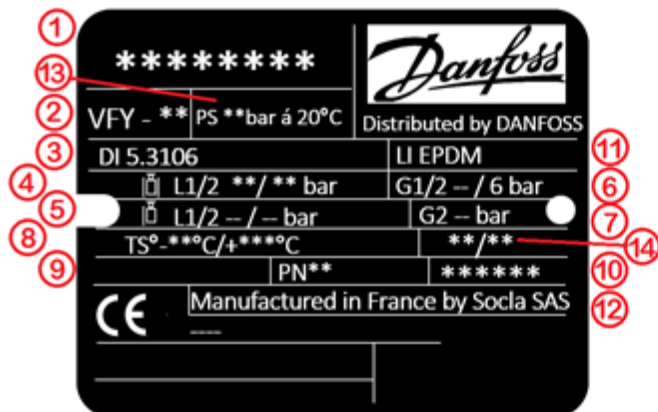 1
********
Danfoss
13
2
VFY - **
PS **bar á 20°C
Distributed by DANFOSS
3
DI 5.3106
LI EPDM
11
4
L1/2 **/ ** bar
G1/2 -- / 6 bar
6
5
L1/2 -- / -- bar
G2 -- bar
7
8
TS°-**°C/+***°C
**/**
14
9
PN**
******
10
CE
Manufactured in France by Socla SAS
12
----